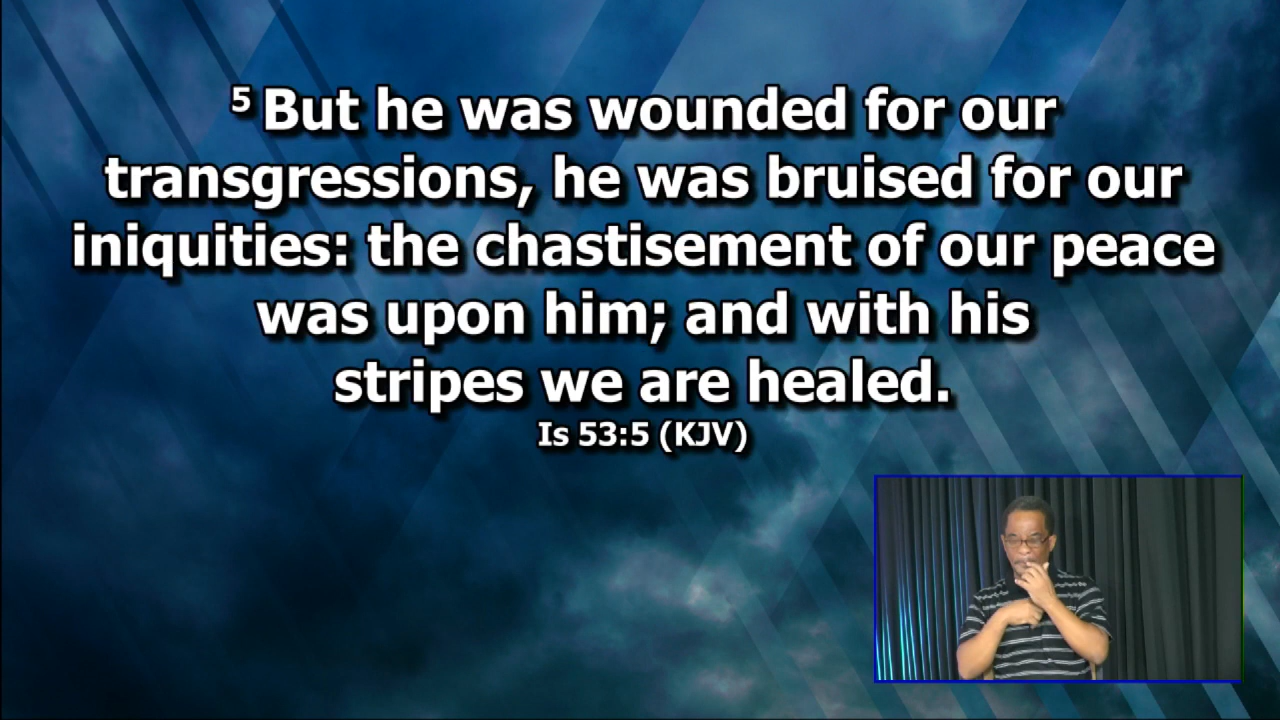 5 But he was wounded for our
transgressions, he was bruised for our
iniquities: the chastisement of our peace
was upon him; and with his
stripes we are healed.
Is 53:5 (KJV)